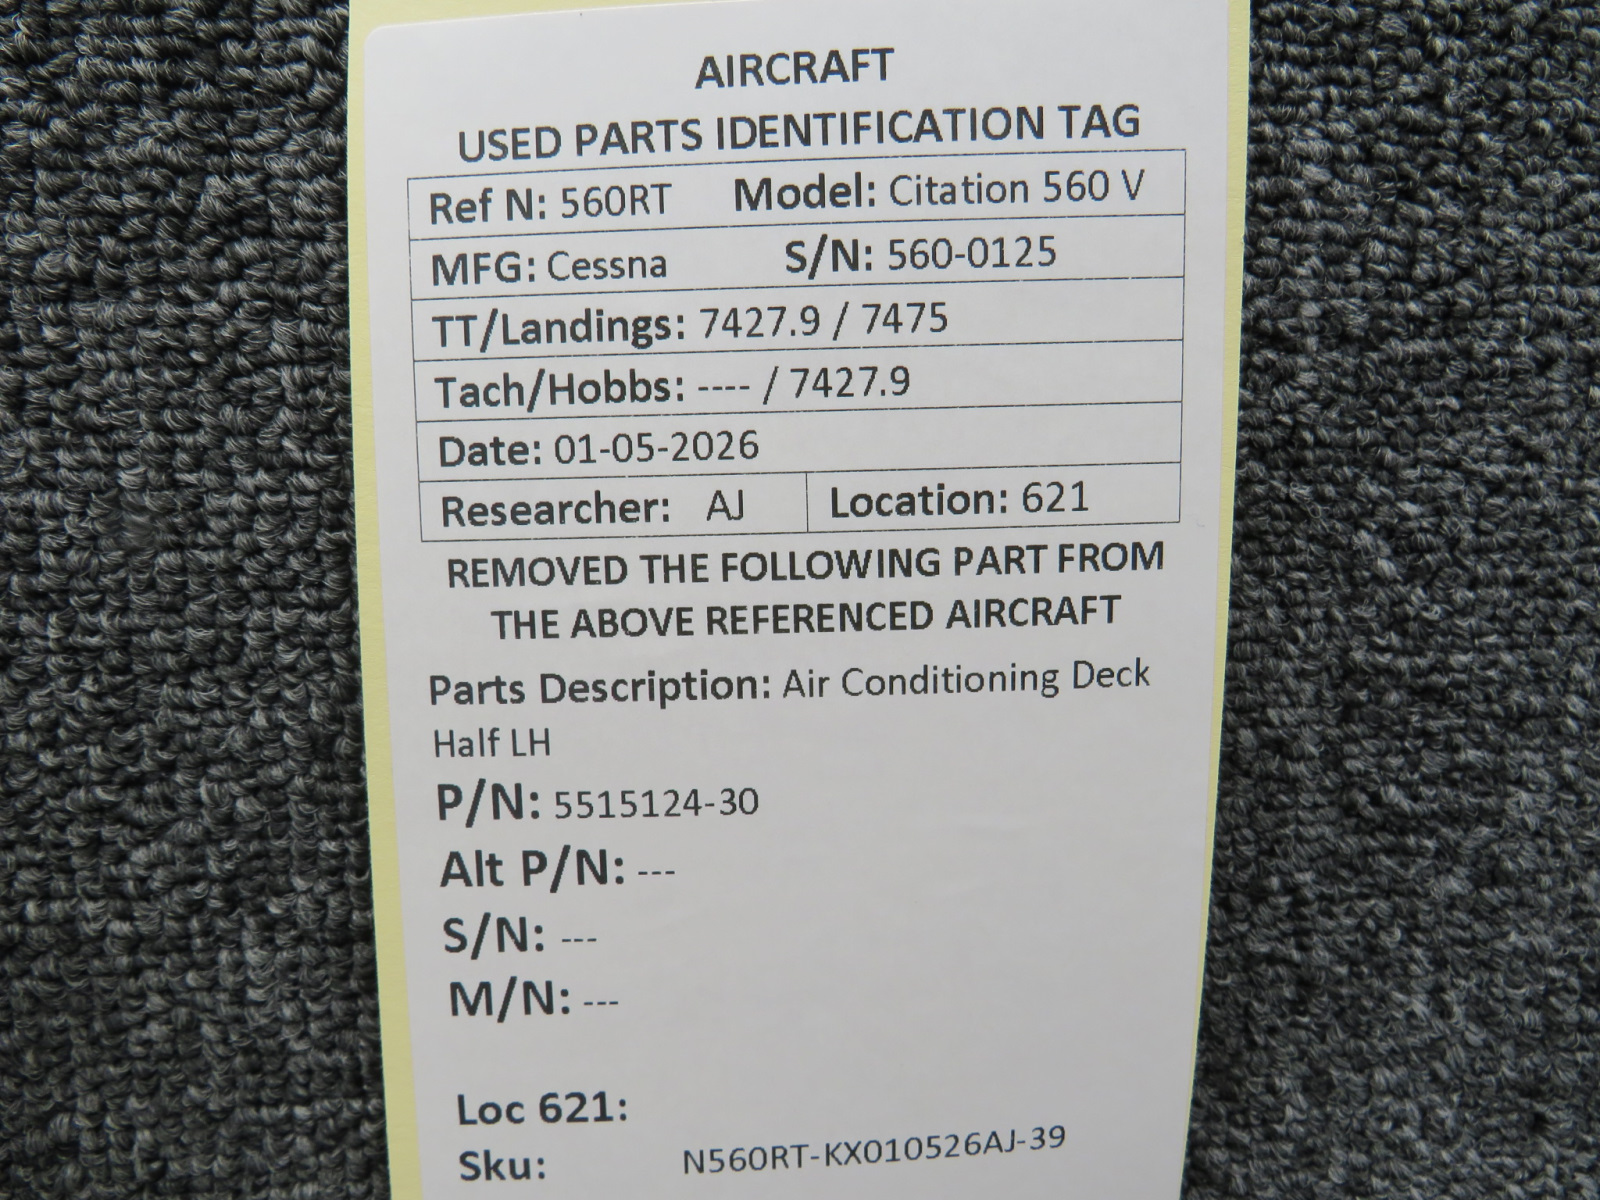 AIRCRAFT
USED PARTS IDENTIFICATION TAG
Ref N: 560RT Model: Citation 560 V
MFG: Cessna S/N: 560-0125
TT/Landings: 7427.9 / 7475
Tach/Hobbs: ---- / 7427.9
Date: 01-05-2026
Researcher: AJ Location: 621
REMOVED THE FOLLOWING PART FROM
THE ABOVE REFERENCED AIRCRAFT
Parts Description: Air Conditioning Deck
Half LH
P/N: 5515124-30
Alt P/N: ---
S/N: ---
M/N: ---
Loc 621:
Sku: N560RT-KX010526AJ-39